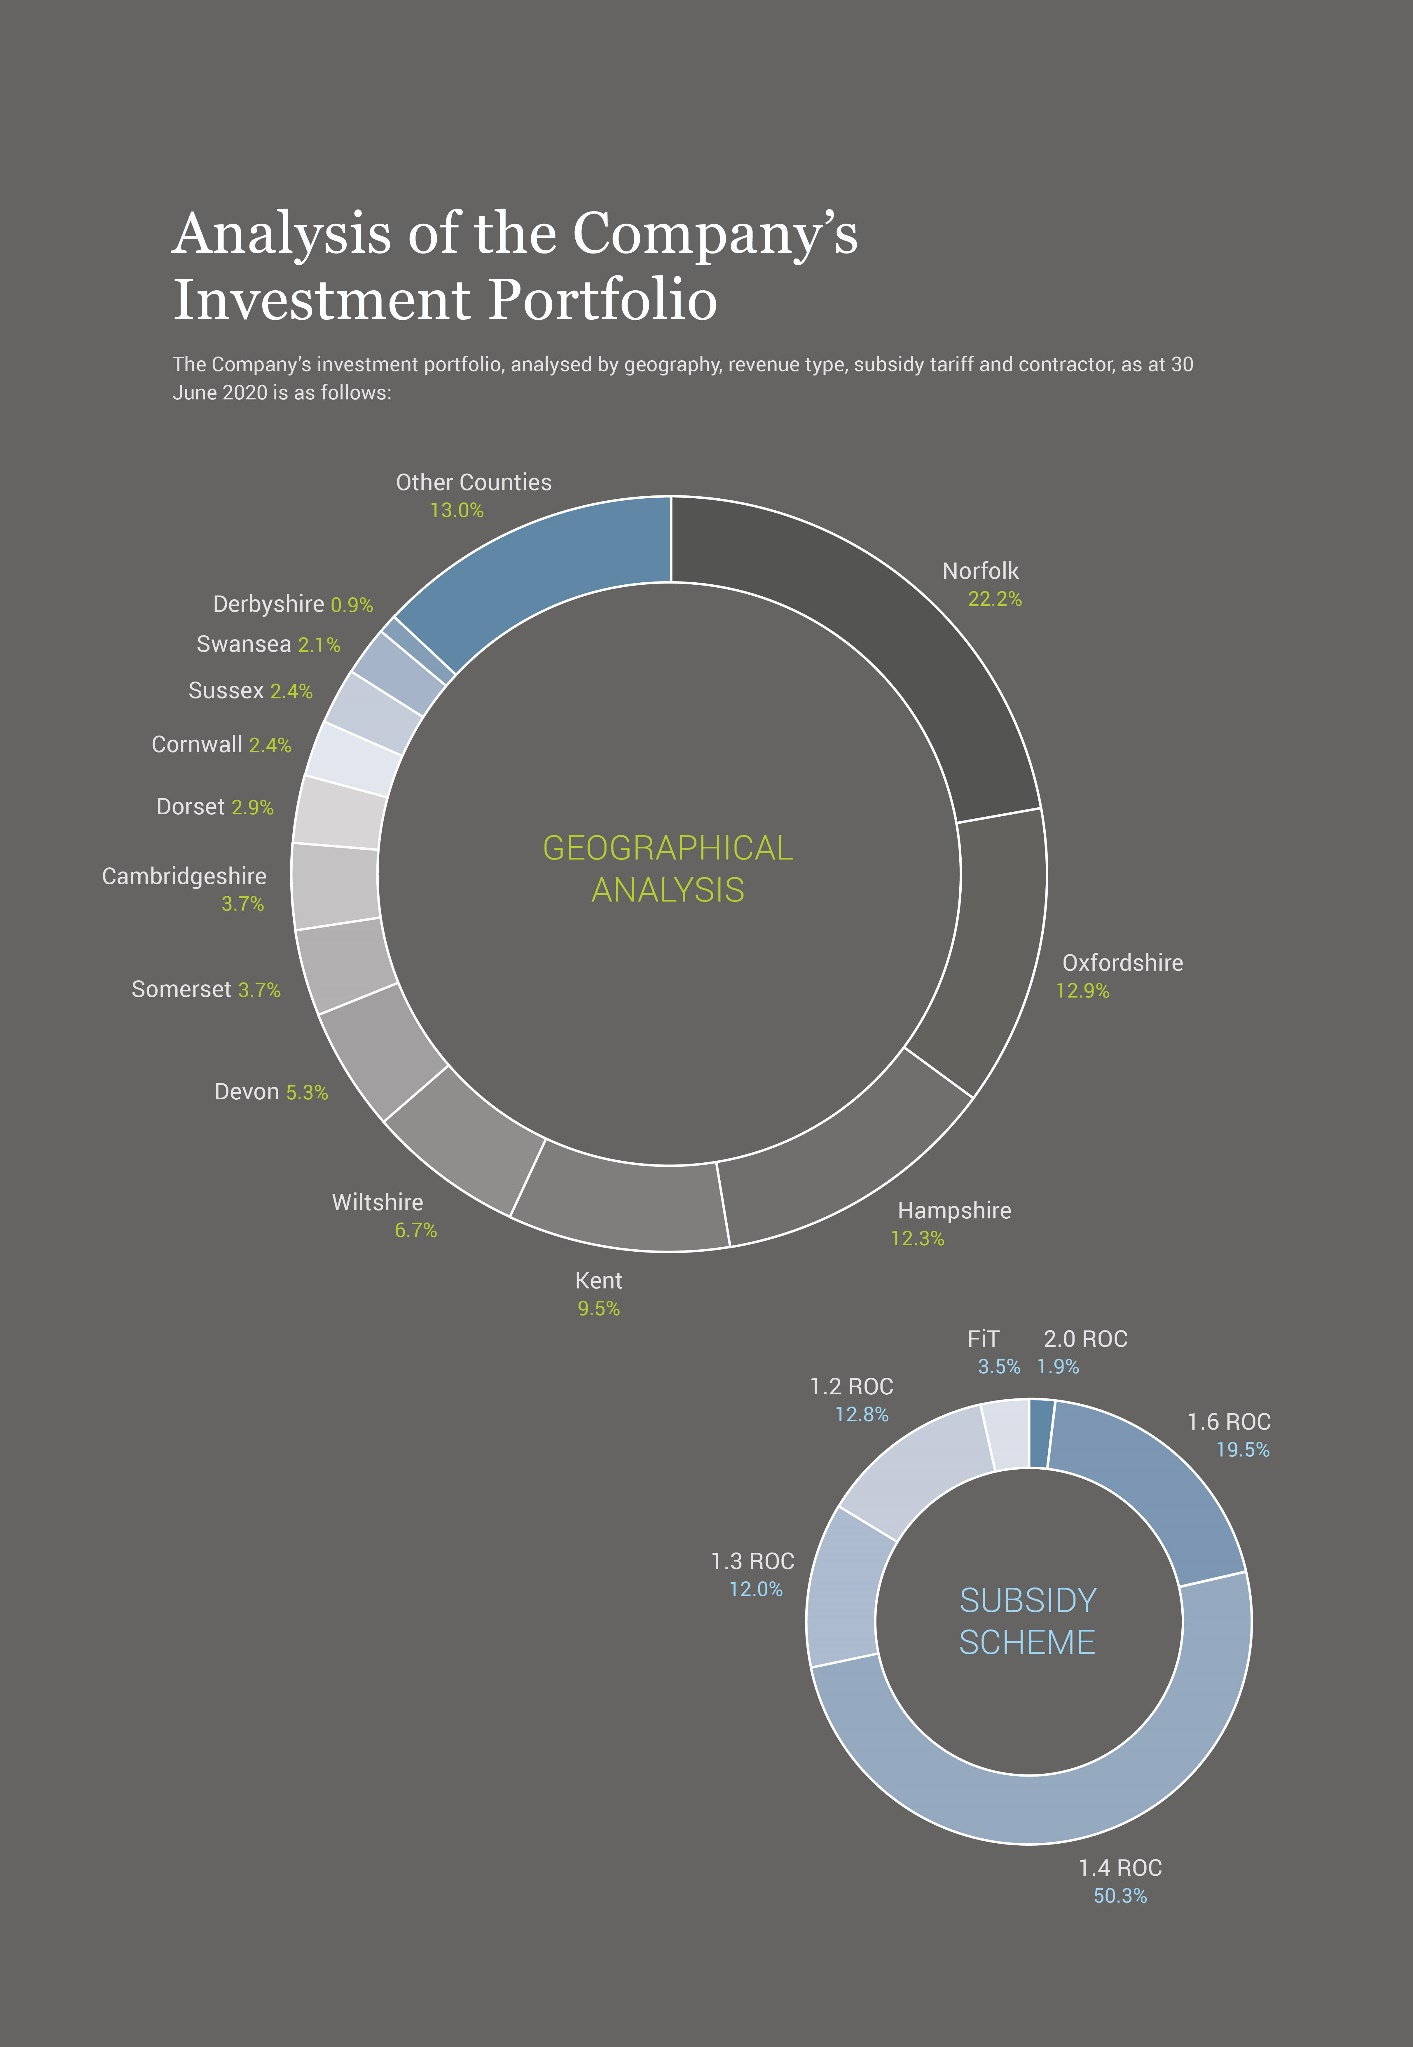 Analysis of the Company’s
Investment Portfolio
The Company’s investment portfolio, analysed by geography, revenue type, subsidy tariff and contractor, as at 30
June 2020 is as follows:
Other Counties
13.0%
Norfolk
22.2%
Derbyshire 0.9%
Swansea 2.1%
Sussex 2.4%
Cornwall 2.4%
Dorset 2.9%
GEOGRAPHICAL
ANALYSIS
Cambridgeshire
3.7%
Oxfordshire
12.9%
Somerset 3.7%
Devon 5.3%
Wiltshire
6.7%
Hampshire
12.3%
Kent
9.5%
FiT
3.5%
2.0 ROC
1.9%
1.2 ROC
12.8%
1.6 ROC
19.5%
1.3 ROC
12.0%
SUBSIDY
SCHEME
1.4 ROC
50.3%